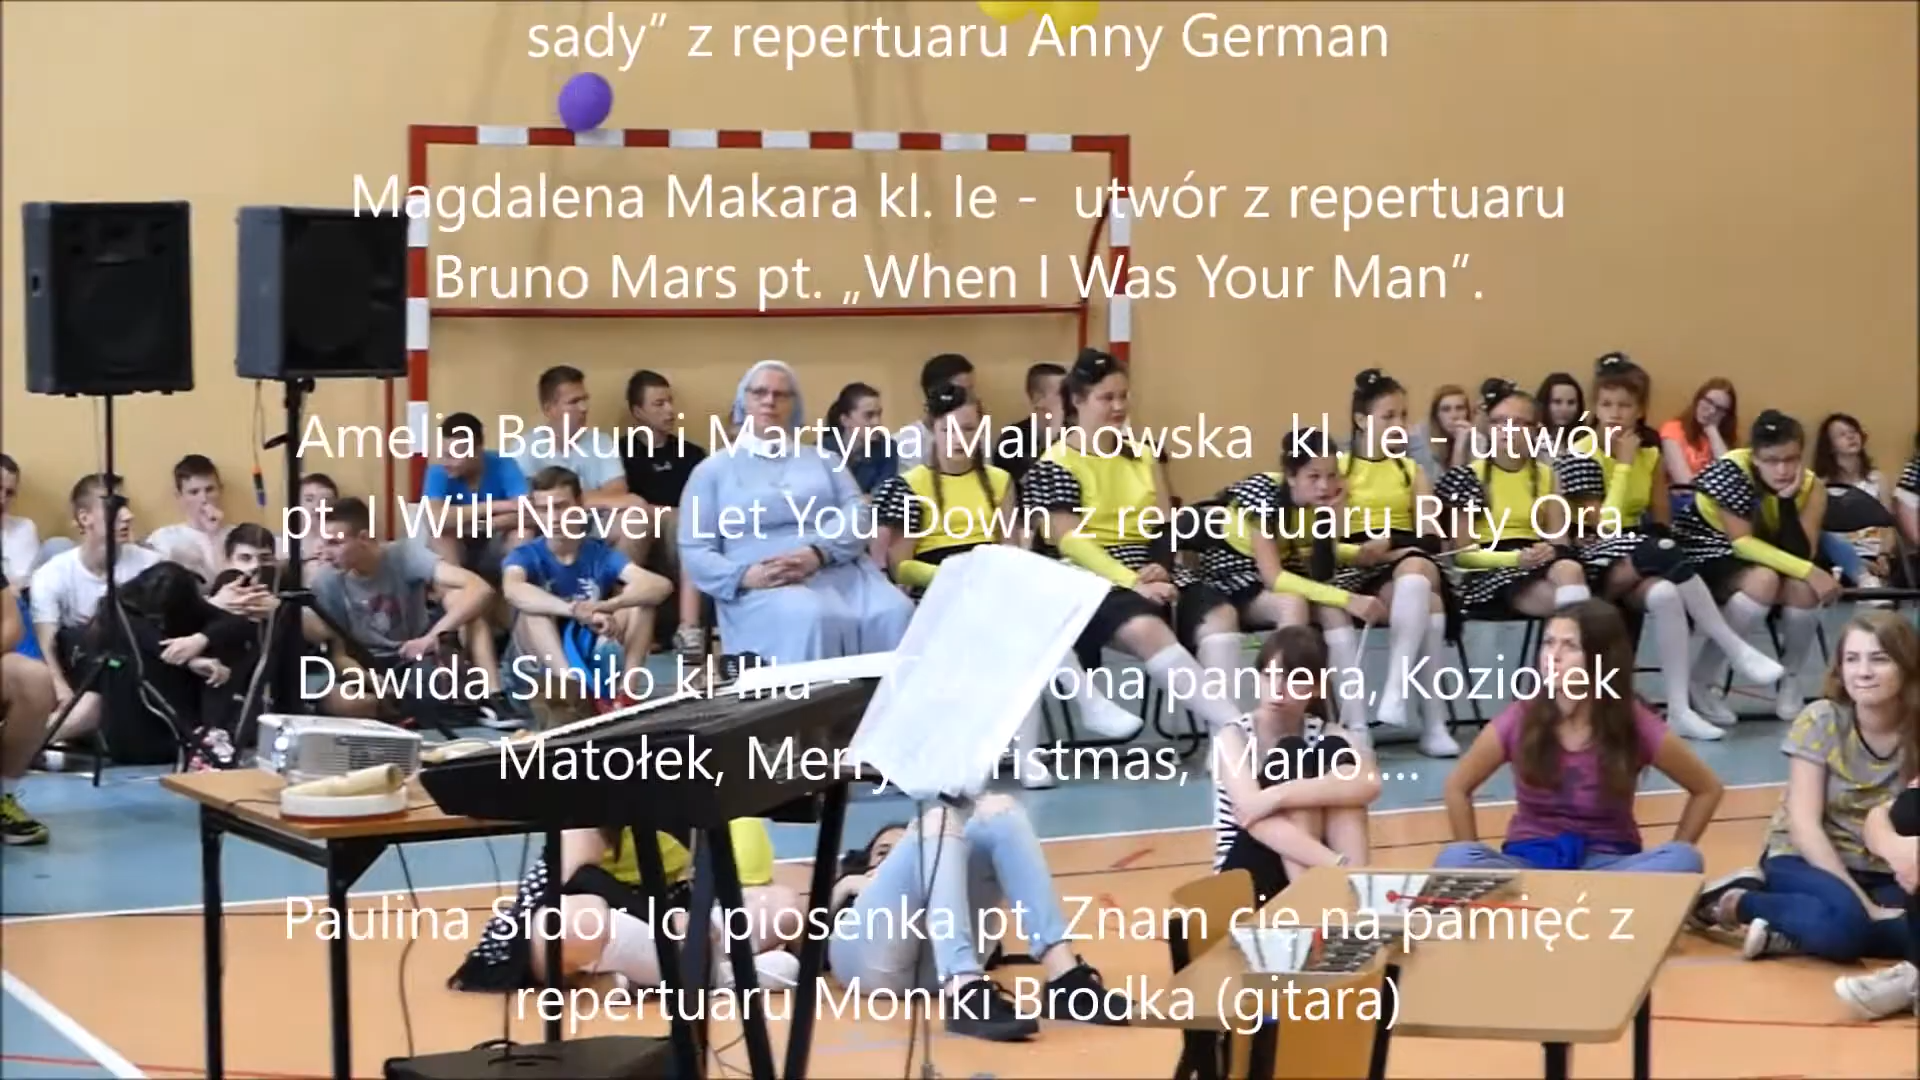 sady” z repertuaru Anny German
Magdalena Makara kl. Ie -  utwór z repertuaru
Bruno Mars pt. „When I Was Your Man”.
Amelia Bakun i Martyna Malinowska  kl. Ie - utwór
pt. I Will Never Let You Down z repertuaru Rity Ora.
Dawida Siniło kl IIIa - pantera, Koziołek
Matołek, Merry Christmas, Mario....
Paulina Sidor Ic  piosenka pt. Znam cię na pamięć z
repertuaru Moniki Brodka (gitara)